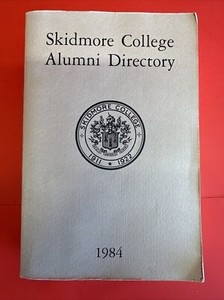 Skidmore College
Alumni Directory
SKIDMORE COLLEGE
1911 ★ 1922
1984